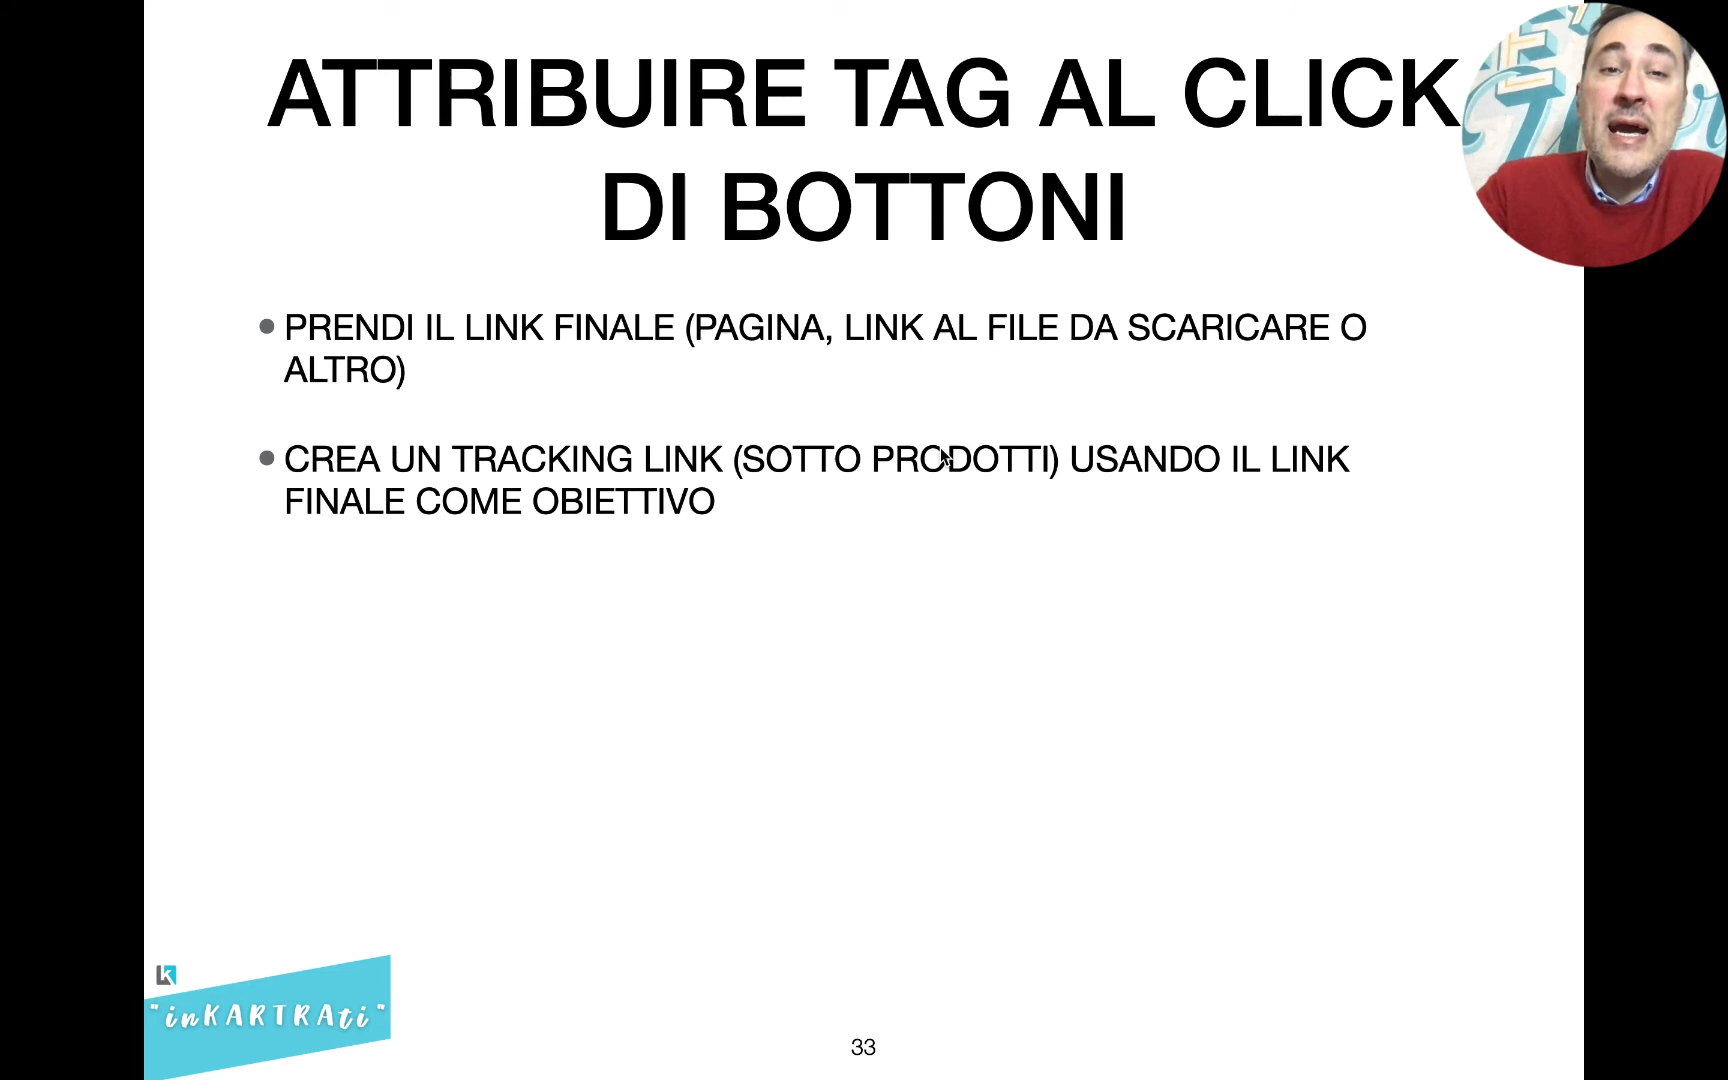 ATTRIBUIRE TAG AL CLICK
DI BOTTONI
PRENDI IL LINK FINALE (PAGINA, LINK AL FILE DA SCARICARE O
ALTRO)
CREA UN TRACKING LINK (SOTTO PRODOTTI) USANDO IL LINK
FINALE COME OBIETTIVO
"inKARTRAti"
33